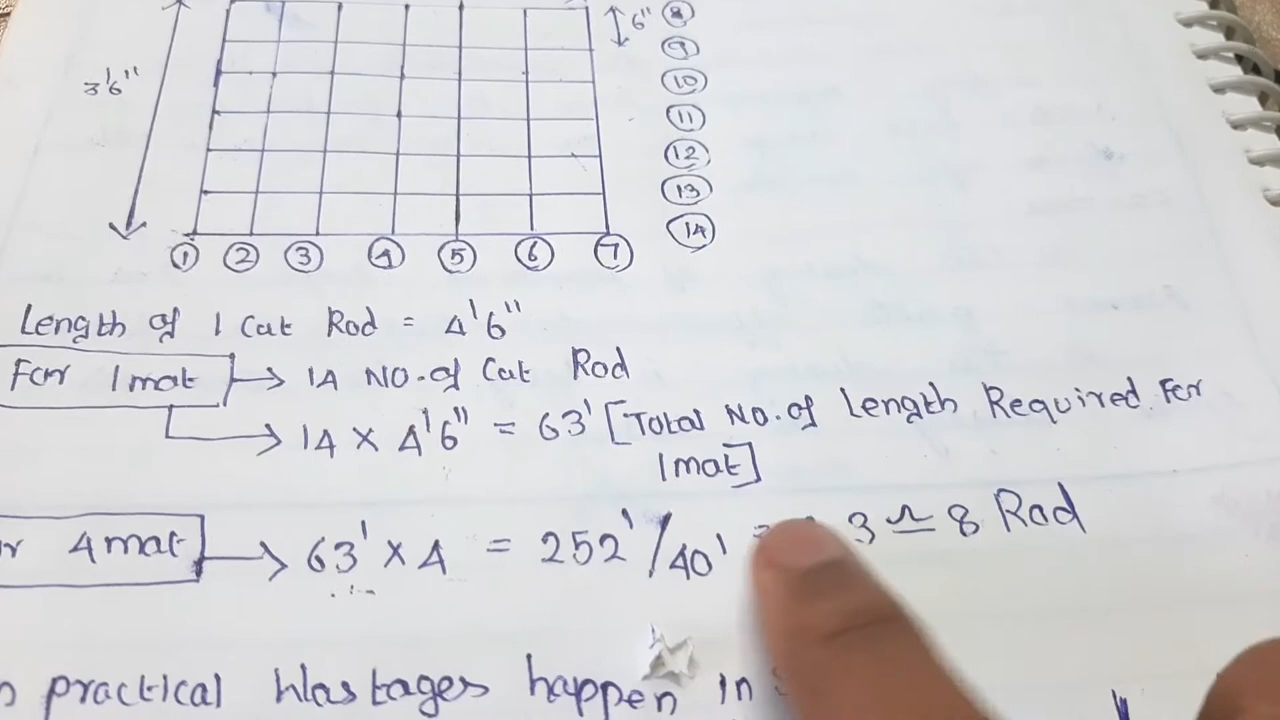 6" 8
9
3'6" 10
11
12
13
14
1 2 3 4 5 6 7
Length of 1 Cut Rod = 4'6"
For 1mat → 14 No. of Cut Rod
→ 14 × 4'6" = 63' [Total No. of Length Required For
1mat]
4mat → 63' × 4 = 252'/40' = 3 ≃ 8 Rod
practical Wastages happen in